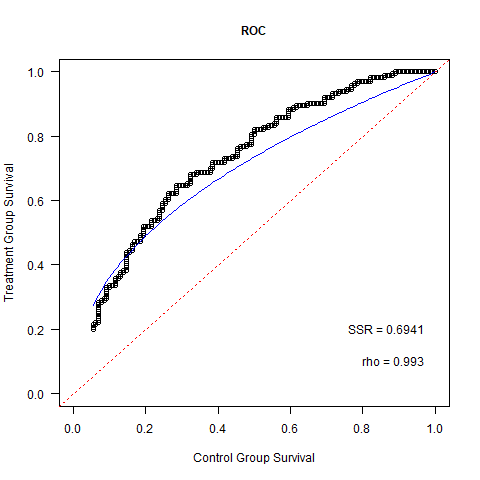 ROC
Treatment Group Survival
1.0
0.8
0.6
0.4
0.2
0.0
SSR = 0.6941
rho = 0.993
0.0 0.2 0.4 0.6 0.8 1.0
Control Group Survival